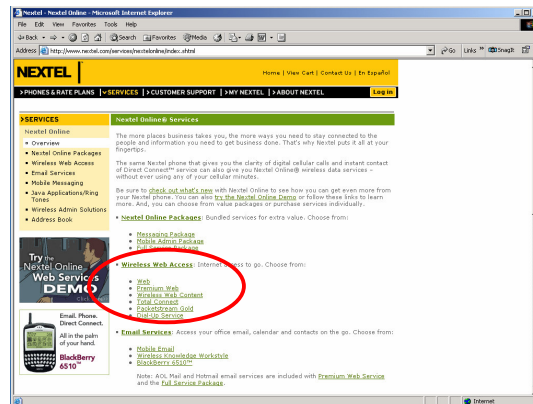 Nextel - Nextel Online - Microsoft Internet Explorer
File Edit View Favorites Tools Help
Back Search Favorites Media
Address http://www.nextel.com/services/nextelonline/index.shtml Go Links SnagIt
NEXTEL
Home | View Cart | Contact Us | En Español
>PHONES & RATE PLANS | >SERVICES | >CUSTOMER SUPPORT | >MY NEXTEL | >ABOUT NEXTEL Log in
>SERVICES
Nextel Online
Overview
Nextel Online Packages
Wireless Web Access
Email Services
Mobile Messaging
Java Applications/Ring
Tones
Wireless Admin Solutions
Address Book
Try the
Nextel Online
Web Services
DEMO
Click
Email. Phone.
Direct Connect.
All in the palm
of your hand.
BlackBerry
6510™
Nextel Online® Services
The more places business takes you, the more ways you need to stay connected to the
people and information you need to get business done. That's why Nextel puts it all at your
fingertips.
The same Nextel phone that gives you the clarity of digital cellular calls and instant contact
of Direct Connect℠ service can also give you Nextel Online® wireless data services -
without ever using any of your cellular minutes.
Be sure to check out what's new with Nextel Online to see how you can get even more from
your Nextel phone. You can also try the Nextel Online Demo or follow these links to learn
more. And, you can choose from value packages or purchase services individually.
• Nextel Online Packages: Bundled services for extra value. Choose from:
• Messaging Package
• Mobile Admin Package
• Full Service Package
• Wireless Web Access: Internet access to go. Choose from:
• Web
• Premium Web
• Wireless Web Content
• Total Connect
• Packetstream Gold
• Dial-Up Service
• Email Services: Access your office email, calendar and contacts on the go. Choose from:
• Mobile Email
• Wireless Knowledge Workstyle
• BlackBerry 6510™
Note: AOL Mail and Hotmail email services are included with Premium Web Service
and the Full Service Package.
Internet